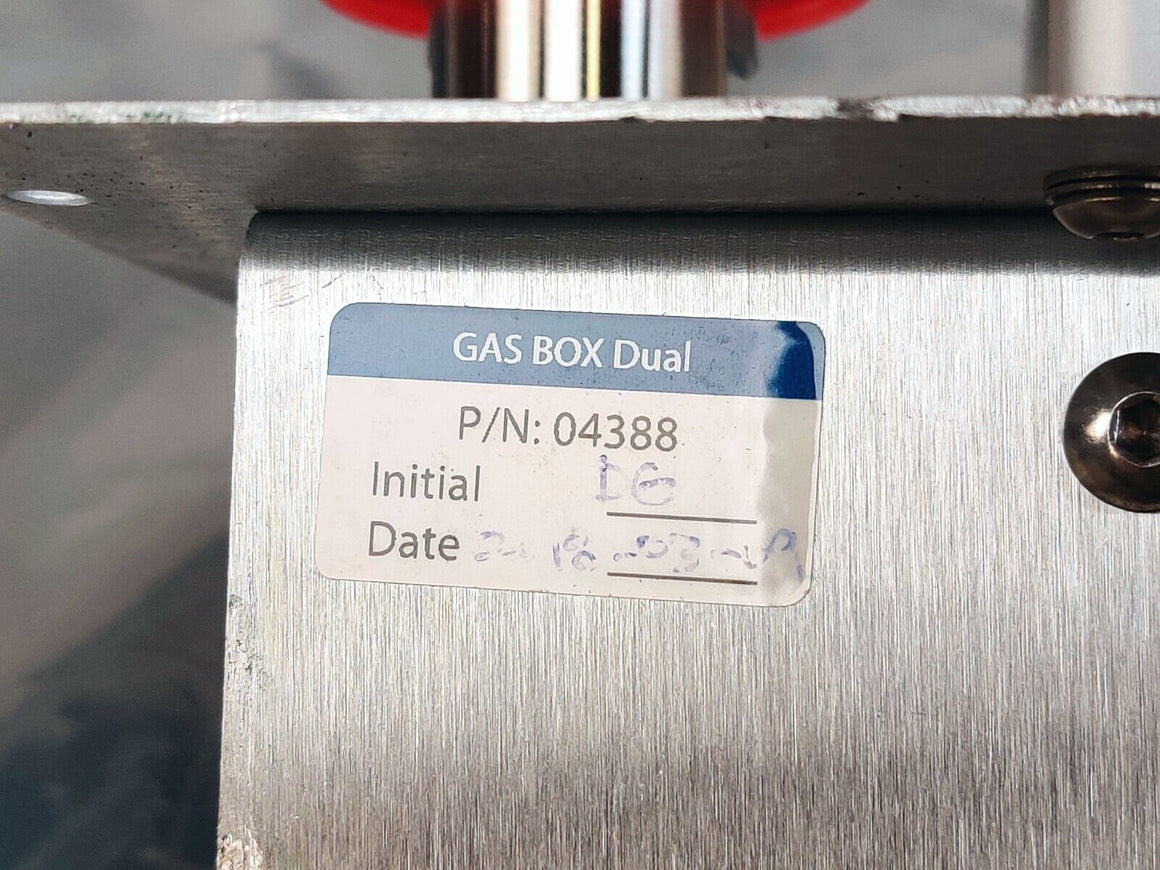 GAS BOX Dual
P/N: 04388
Initial DG
Date